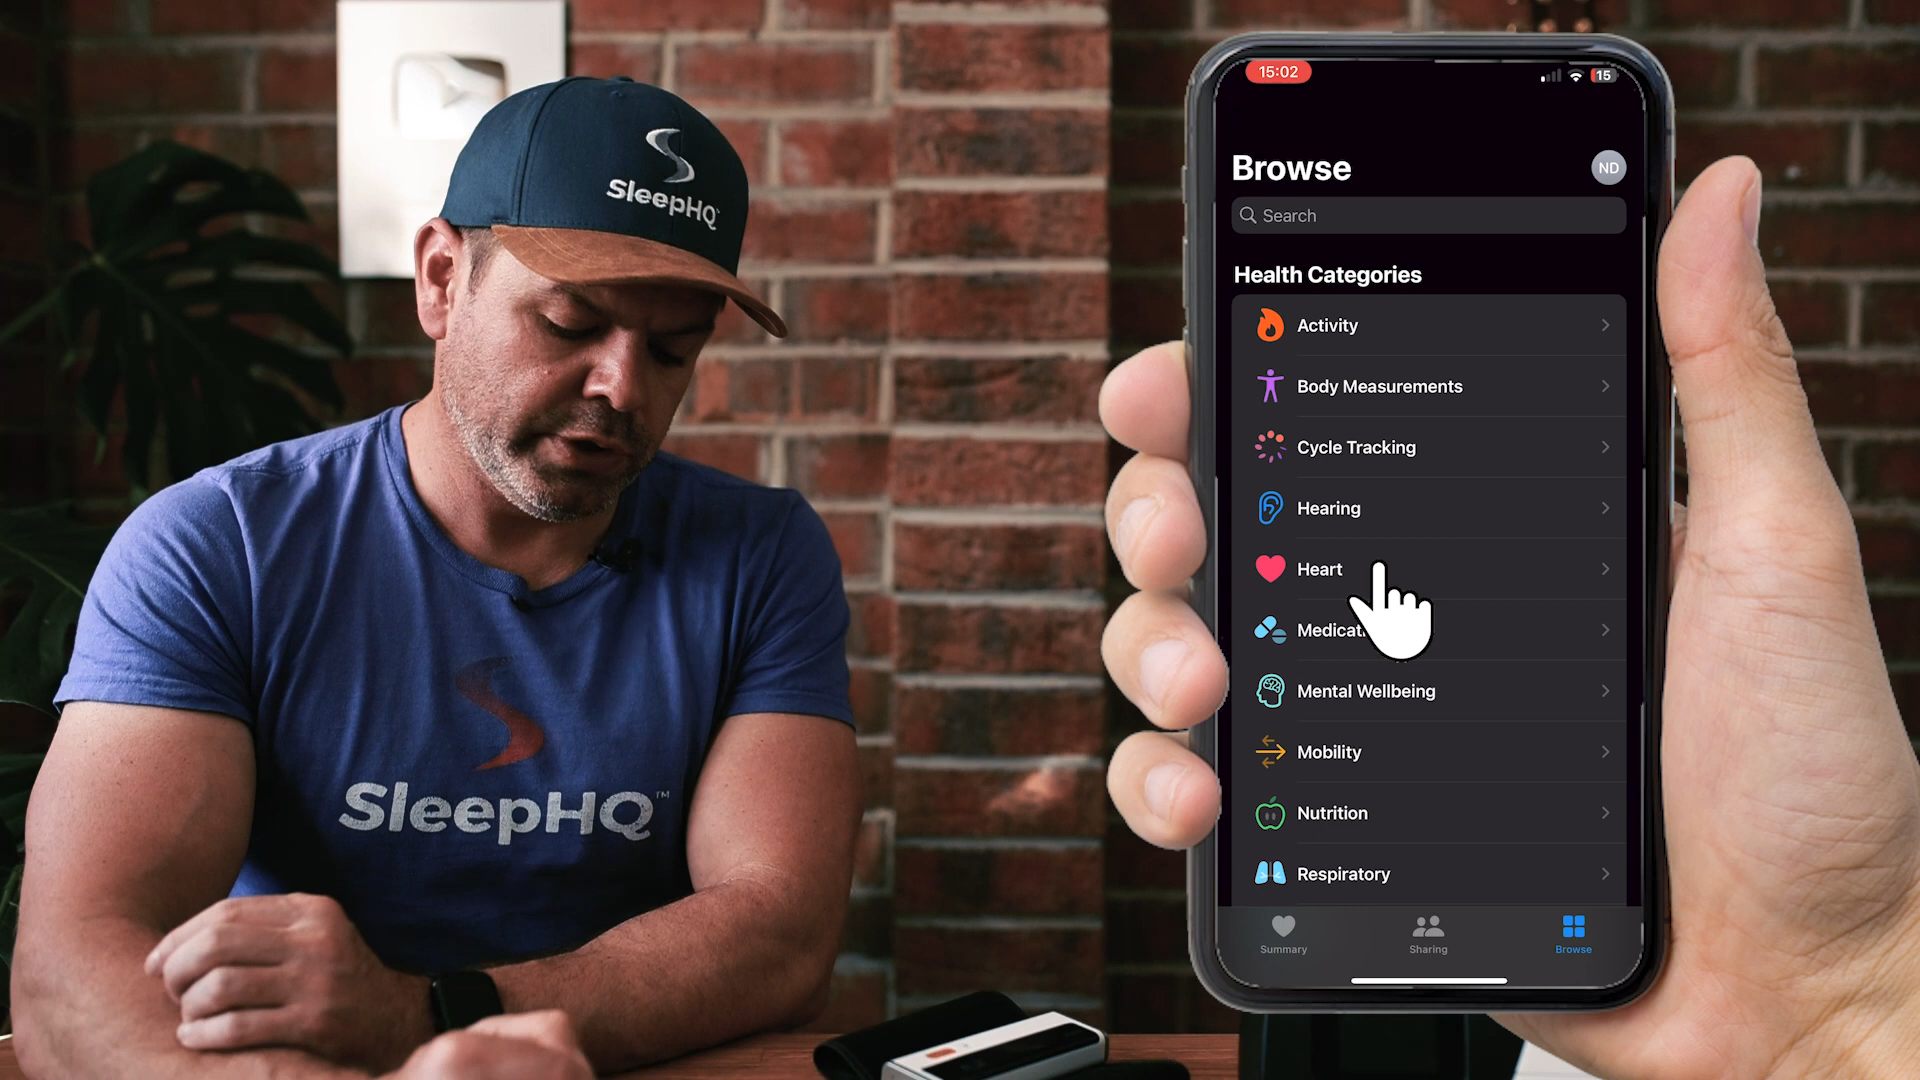 SleepHQ
SleepHQ™
15:02
15
Browse
ND
Search
Health Categories
Activity
Body Measurements
Cycle Tracking
Hearing
Heart
Medicat
Mental Wellbeing
Mobility
Nutrition
Respiratory
Summary
Sharing
Browse